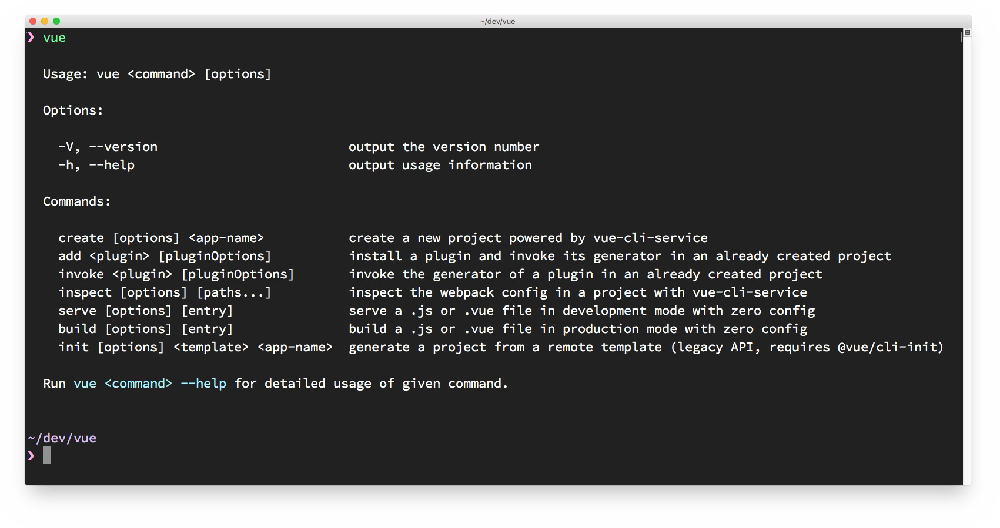 ~/dev/vue
❯ vue
Usage: vue <command> [options]
Options:
-V, --version output the version number
-h, --help output usage information
Commands:
create [options] <app-name> create a new project powered by vue-cli-service
add <plugin> [pluginOptions] install a plugin and invoke its generator in an already created project
invoke <plugin> [pluginOptions] invoke the generator of a plugin in an already created project
inspect [options] [paths...] inspect the webpack config in a project with vue-cli-service
serve [options] [entry] serve a .js or .vue file in development mode with zero config
build [options] [entry] build a .js or .vue file in production mode with zero config
init [options] <template> <app-name> generate a project from a remote template (legacy API, requires @vue/cli-init)
Run vue <command> --help for detailed usage of given command.
~/dev/vue
❯